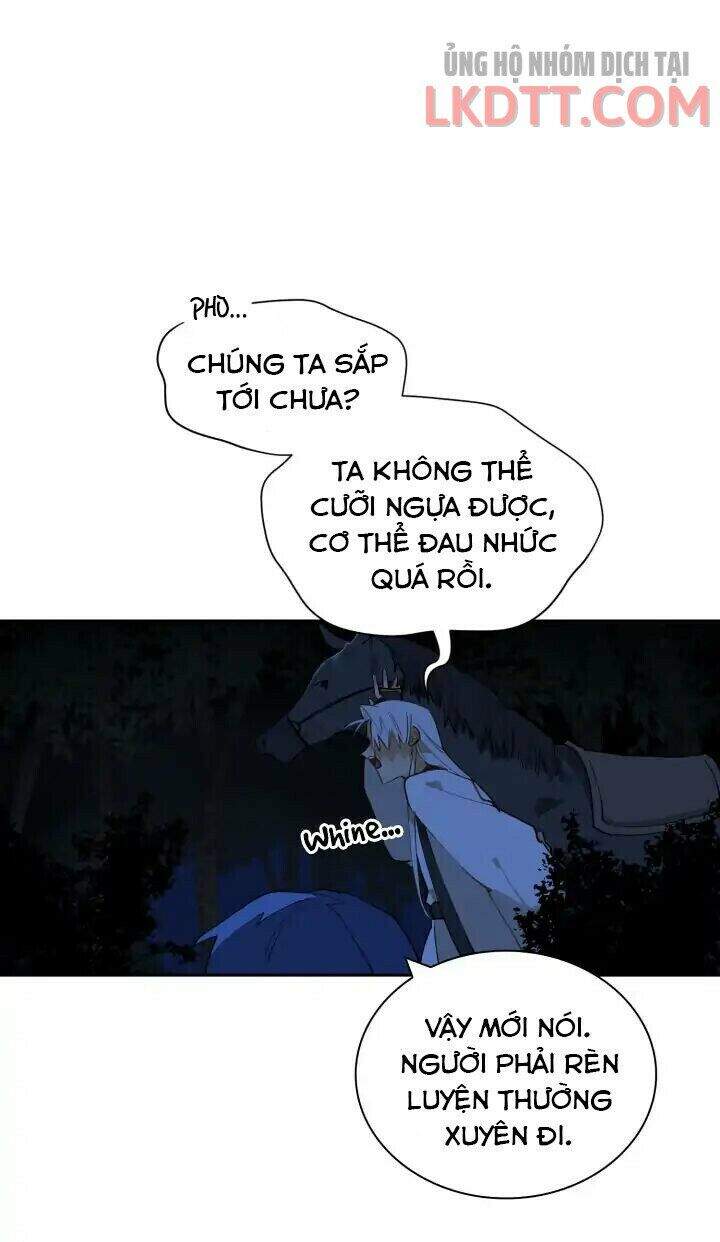 ỦNG HỘ NHÓM DỊCH TẠI
LKDTT.COM
PHÙ...
CHÚNG TA SẮP
TỚI CHƯA?
TA KHÔNG THỂ
CƯỠI NGỰA ĐƯỢC,
CƠ THỂ ĐAU NHỨC
QUÁ RỒI.
Whine...
VẬY MỚI NÓI.
NGƯỜI PHẢI RÈN
LUYỆN THƯỜNG
XUYÊN ĐI.